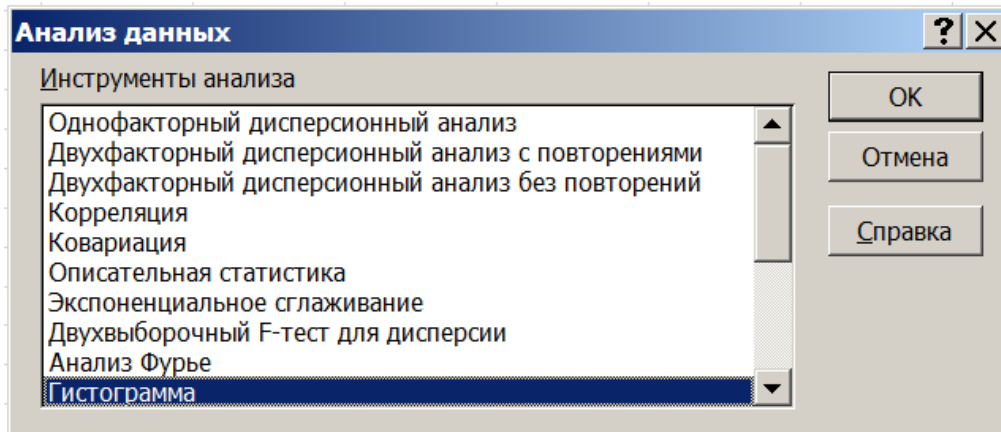 Анализ данных
Инструменты анализа
Однофакторный дисперсионный анализ
Двухфакторный дисперсионный анализ с повторениями
Двухфакторный дисперсионный анализ без повторений
Корреляция
Ковариация
Описательная статистика
Экспоненциальное сглаживание
Двухвыборочный F-тест для дисперсии
Анализ Фурье
Гистограмма
OK
Отмена
Справка